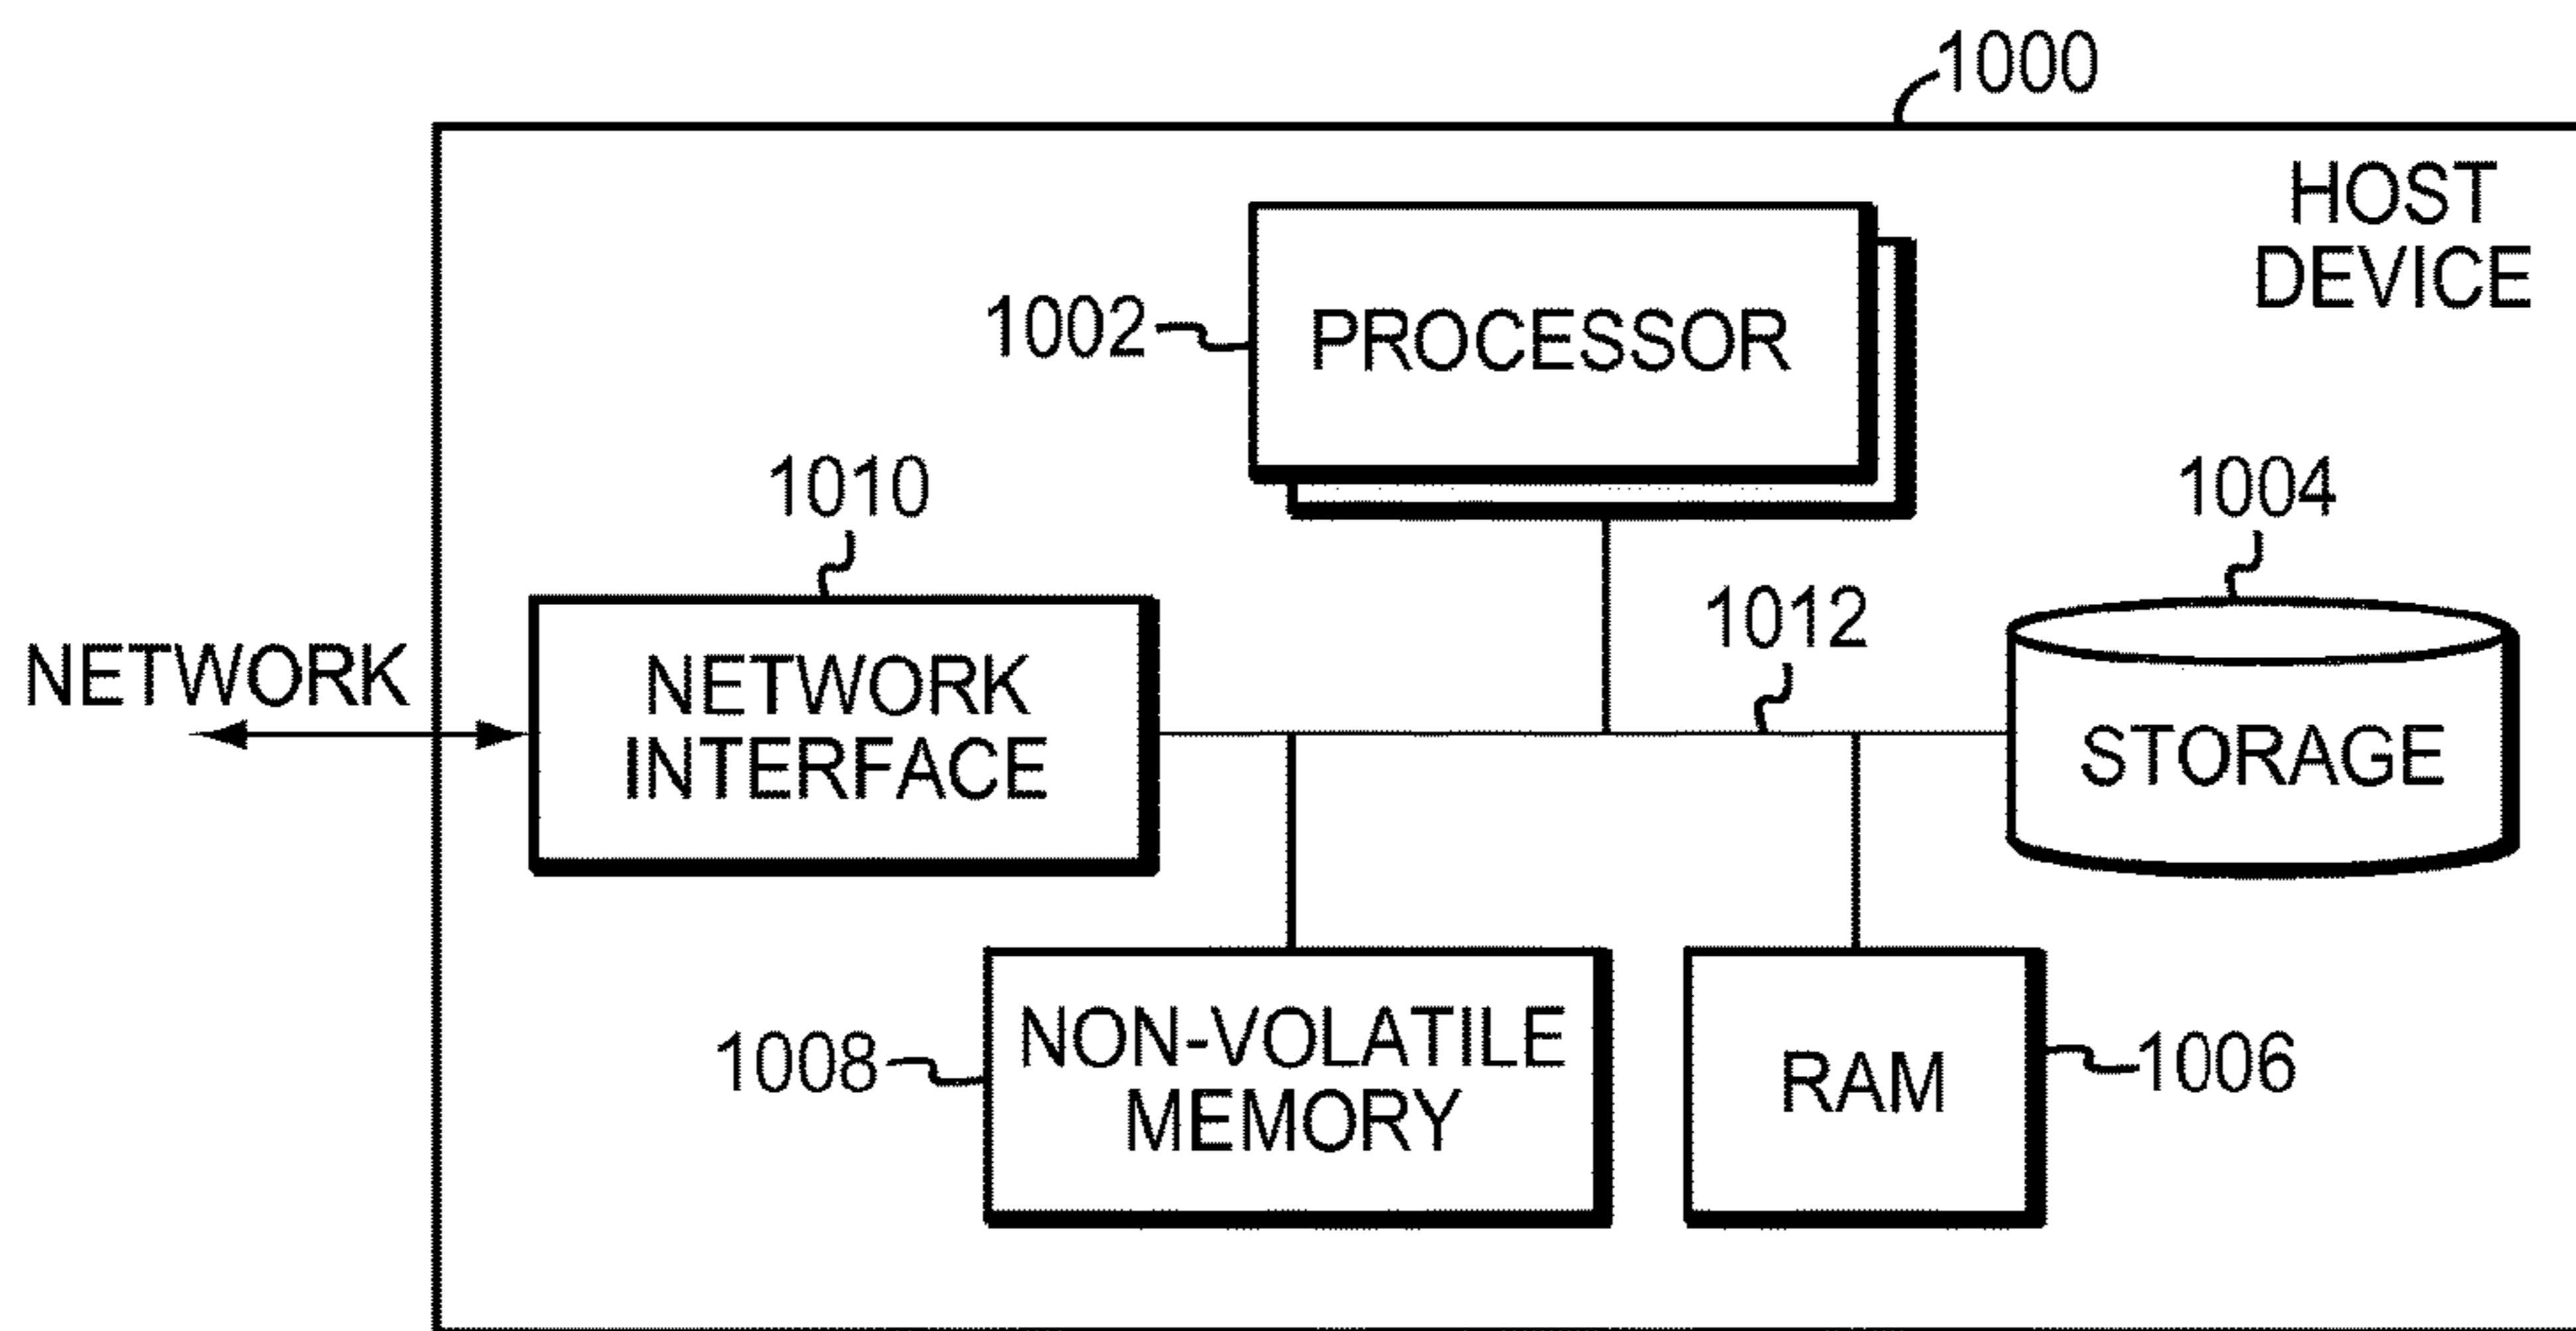 1000
HOST
DEVICE
1002
PROCESSOR
1010
1004
1012
NETWORK
NETWORK
INTERFACE
STORAGE
1008
NON-VOLATILE
MEMORY
RAM
1006